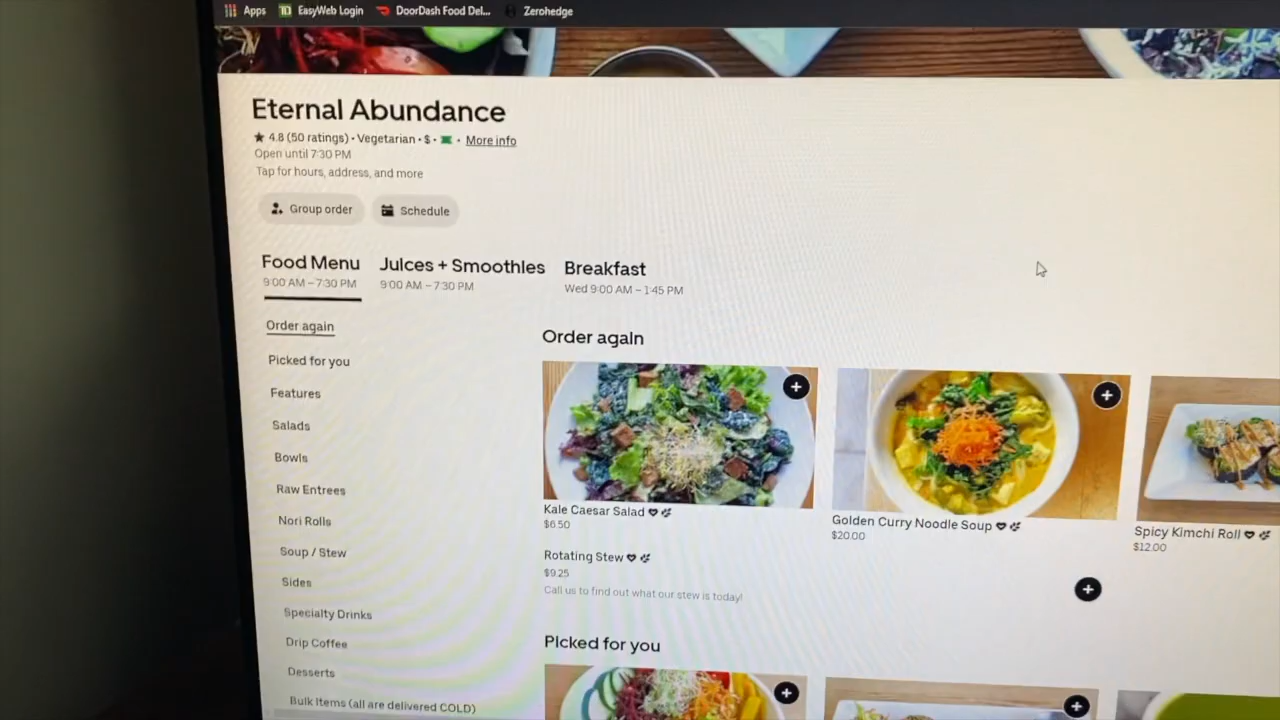 Apps EasyWeb Login DoorDash Food Del... Zerohedge
Eternal Abundance
4.8 (50 ratings) • Vegetarian • $ • • More info
Open until 7:30 PM
Tap for hours, address, and more
Group order Schedule
Food Menu Juices + Smoothies Breakfast
9:00 AM – 7:30 PM 9:00 AM – 7:30 PM Wed 9:00 AM – 1:45 PM
Order again
Picked for you
Features
Salads
Bowls
Raw Entrees
Nori Rolls
Soup / Stew
Sides
Specialty Drinks
Drip Coffee
Desserts
Bulk Items (all are delivered COLD)
Order again
Kale Caesar Salad
$6.50
Golden Curry Noodle Soup
$20.00
Spicy Kimchi Roll
$12.00
Rotating Stew
$9.25
Call us to find out what our stew is today!
Picked for you